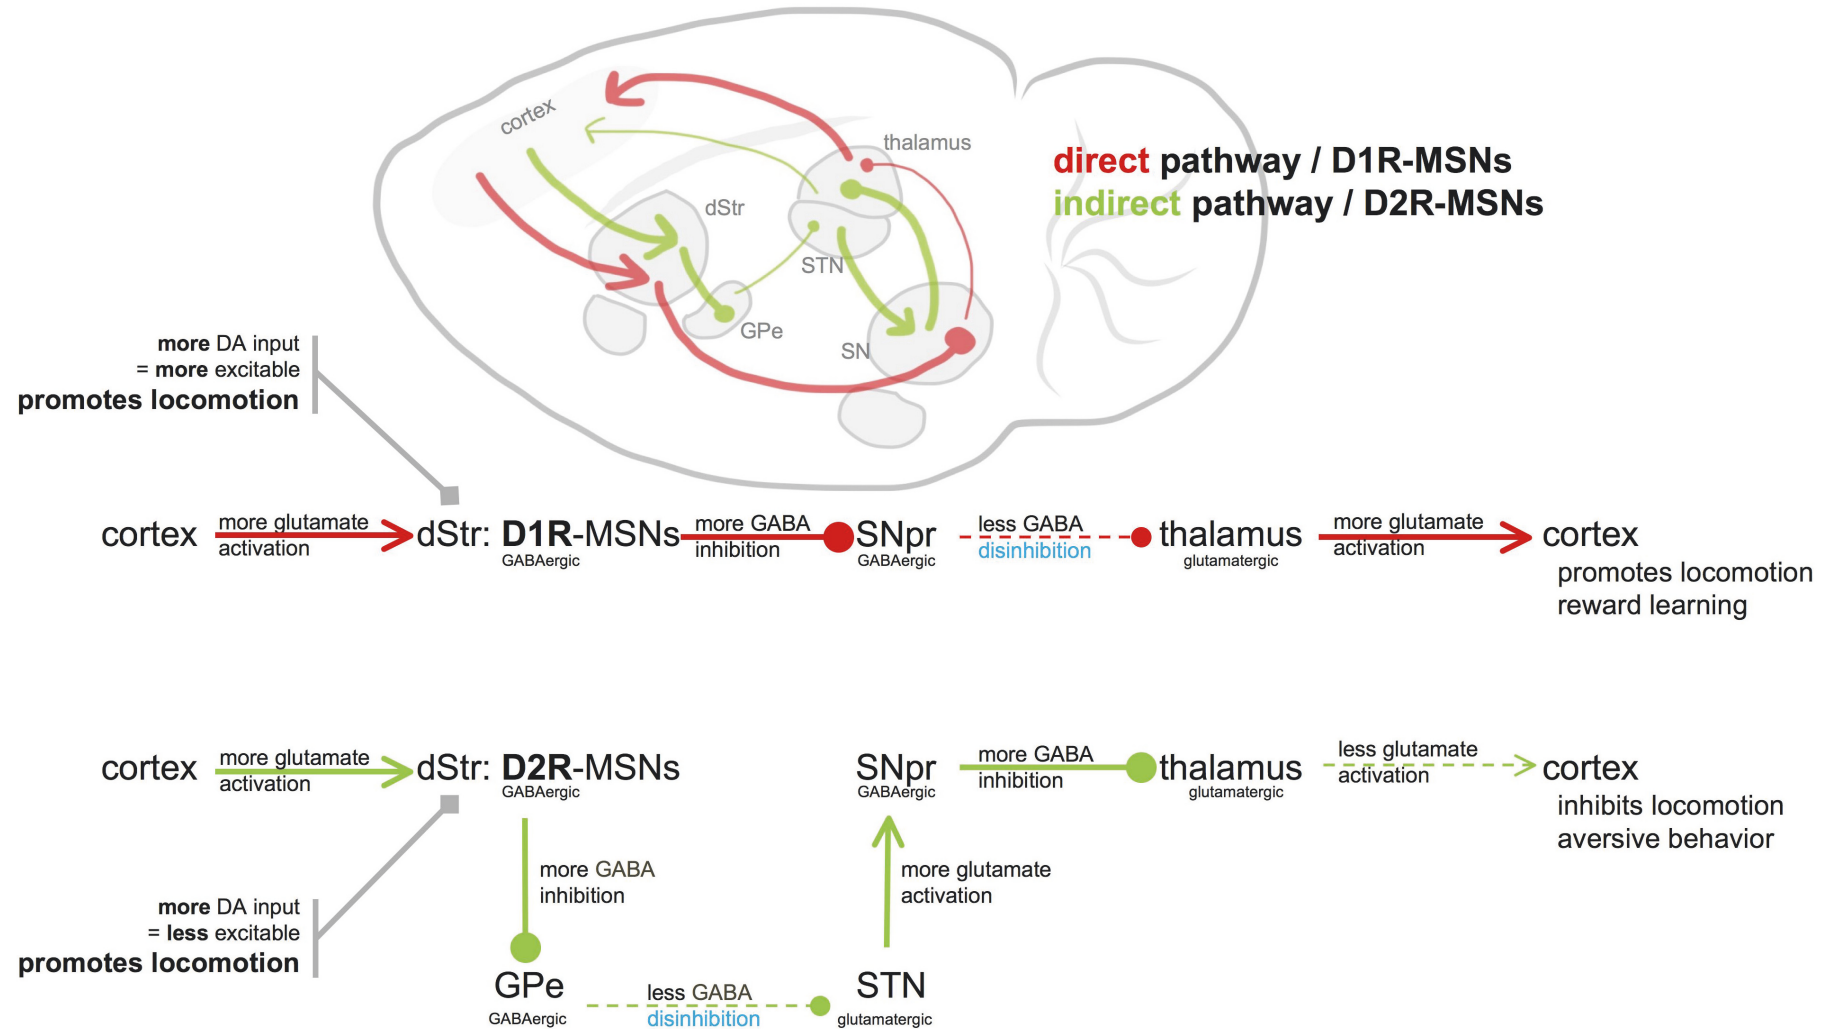 cortex
thalamus
dStr
STN
GPe
SN
direct pathway / D1R-MSNs
indirect pathway / D2R-MSNs
more DA input
= more excitable
promotes locomotion
cortex
more glutamate
activation
dStr: D1R-MSNs
GABAergic
more GABA
inhibition
SNpr
GABAergic
less GABA
disinhibition
thalamus
glutamatergic
more glutamate
activation
cortex
promotes locomotion
reward learning
cortex
more glutamate
activation
dStr: D2R-MSNs
GABAergic
SNpr
GABAergic
more GABA
inhibition
thalamus
glutamatergic
less glutamate
activation
cortex
inhibits locomotion
aversive behavior
more GABA
inhibition
more glutamate
activation
more DA input
= less excitable
promotes locomotion
GPe
GABAergic
less GABA
disinhibition
STN
glutamatergic